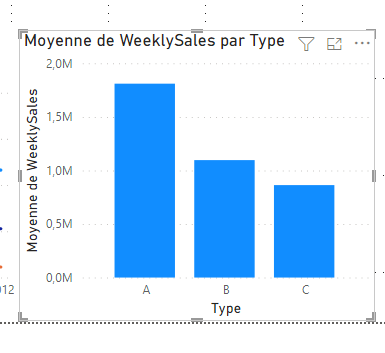 Moyenne de WeeklySales par Type
2,0M
1,5M
1,0M
0,5M
0,0M
Moyenne de WeeklySales
A B C
Type